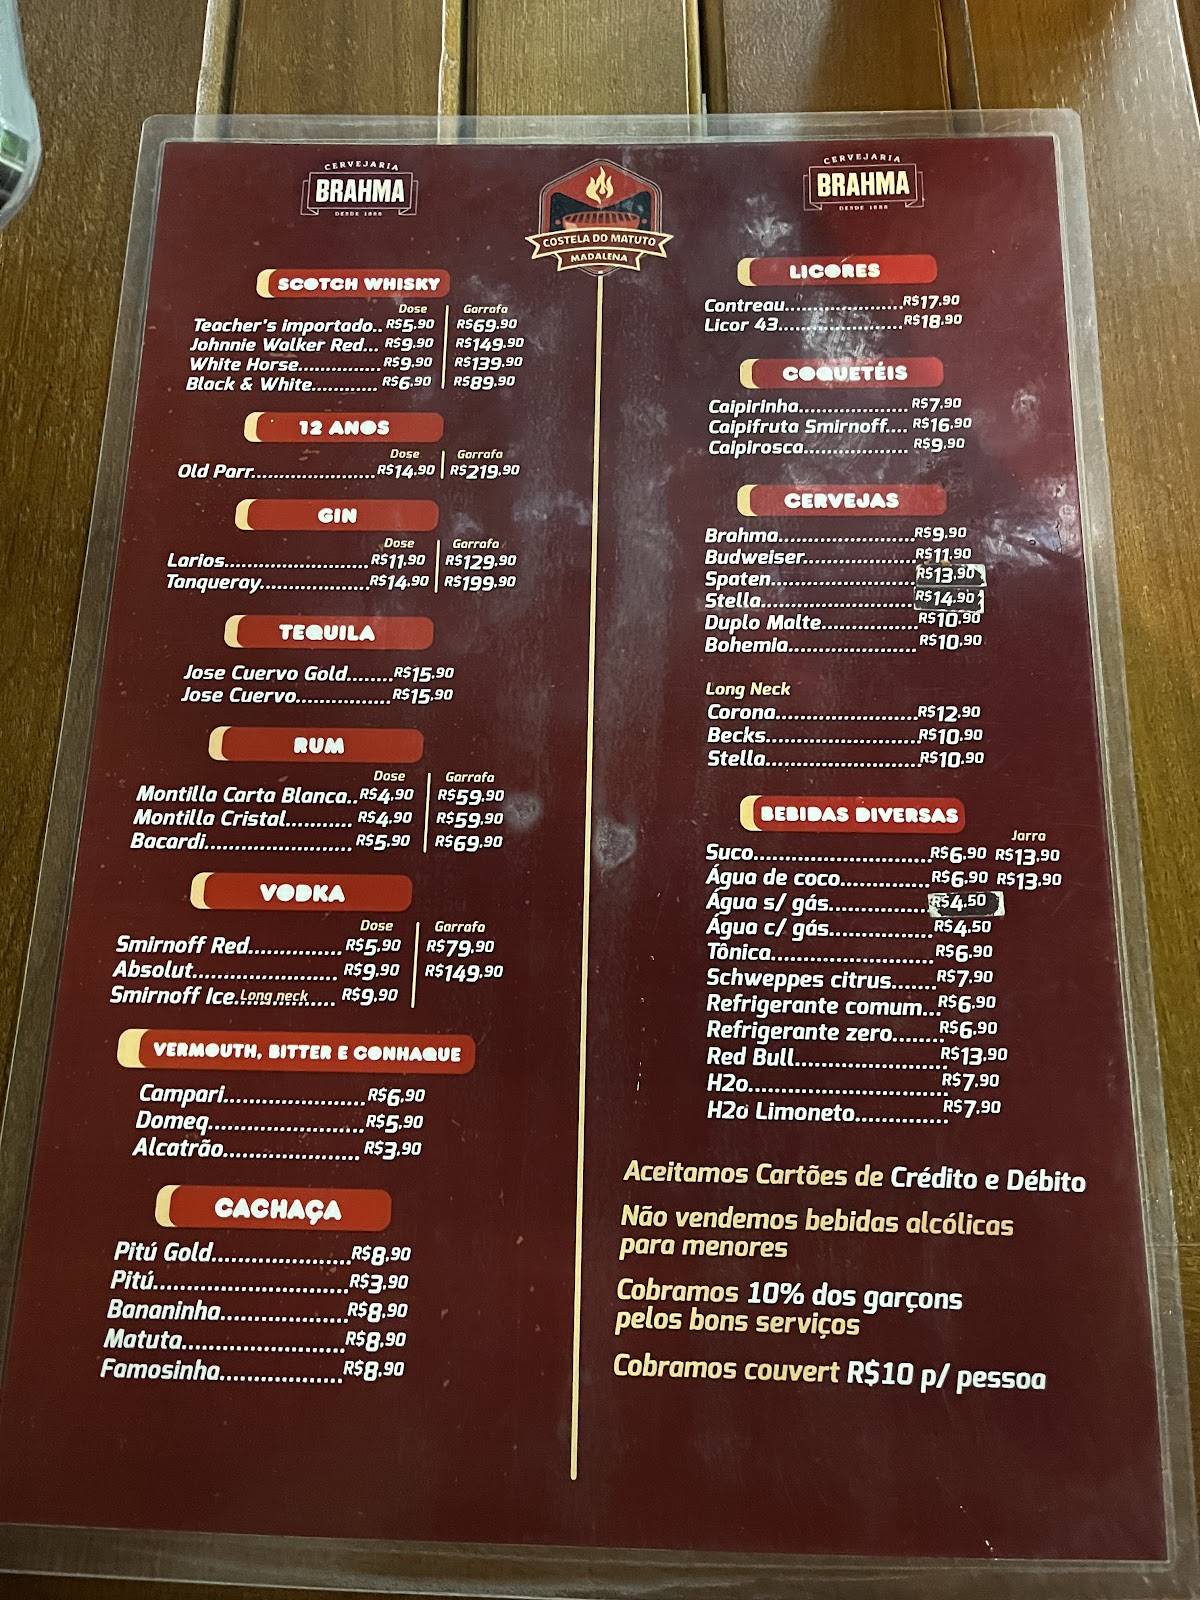 CERVEJARIA
BRAHMA
DESDE 1888
COSTELA DO MATUTO
MADALENA
CERVEJARIA
BRAHMA
DESDE 1888
SCOTCH WHISKY
Dose Garrafa
Teacher's importado.. R$5,90 R$69,90
Johnnie Walker Red... R$9,90 R$149,90
White Horse............... R$9,90 R$139,90
Black & White........... R$6,90 R$89,90
12 ANOS
Dose Garrafa
Old Parr......................R$14,90 R$219,90
GIN
Dose Garrafa
Larios.........................R$11,90 R$129,90
Tanqueray...................R$14,90 R$199,90
TEQUILA
Jose Cuervo Gold........R$15,90
Jose Cuervo................R$15,90
RUM
Dose Garrafa
Montilla Carta Blanca..R$4,90 R$59,90
Montilla Cristal........... R$4,90 R$59,90
Bacardi........................ R$5,90 R$69,90
VODKA
Dose Garrafa
Smirnoff Red............... R$5,90 R$79,90
Absolut........................ R$9,90 R$149,90
Smirnoff Ice.Long neck.... R$9,90
VERMOUTH, BITTER E CONHAQUE
Campari.......................R$6,90
Domeq.........................R$5,90
Alcatrão...................... R$3,90
CACHAÇA
Pitú Gold.....................R$8,90
Pitú..............................R$3,90
Bananinha...................R$8,90
Matuta.........................R$8,90
Famosinha...................R$8,90
LICORES
Contreau.....................R$17,90
Licor 43......................R$18,90
COQUETÉIS
Caipirinha.................... R$7,90
Caipifruta Smirnoff.... R$16,90
Caipirosca................... R$9,90
CERVEJAS
Brahma........................R$9,90
Budweiser....................R$11,90
Spaten.........................R$13,90
Stella...........................R$14,90
Duplo Malte.................R$10,90
Bohemia.......................R$10,90
Long Neck
Corona.........................R$12,90
Becks...........................R$10,90
Stella...........................R$10,90
BEBIDAS DIVERSAS
Jarra
Suco.............................R$6,90 R$13,90
Água de coco...............R$6,90 R$13,90
Água s/ gás.................R$4,50
Água c/ gás.................R$4,50
Tônica..........................R$6,90
Schweppes citrus.......R$7,90
Refrigerante comum...R$6,90
Refrigerante zero........R$6,90
Red Bull.......................R$13,90
H2o...............................R$7,90
H2o Limoneto..............R$7,90
Aceitamos Cartões de Crédito e Débito
Não vendemos bebidas alcólicas
para menores
Cobramos 10% dos garçons
pelos bons serviços
Cobramos couvert R$10 p/ pessoa